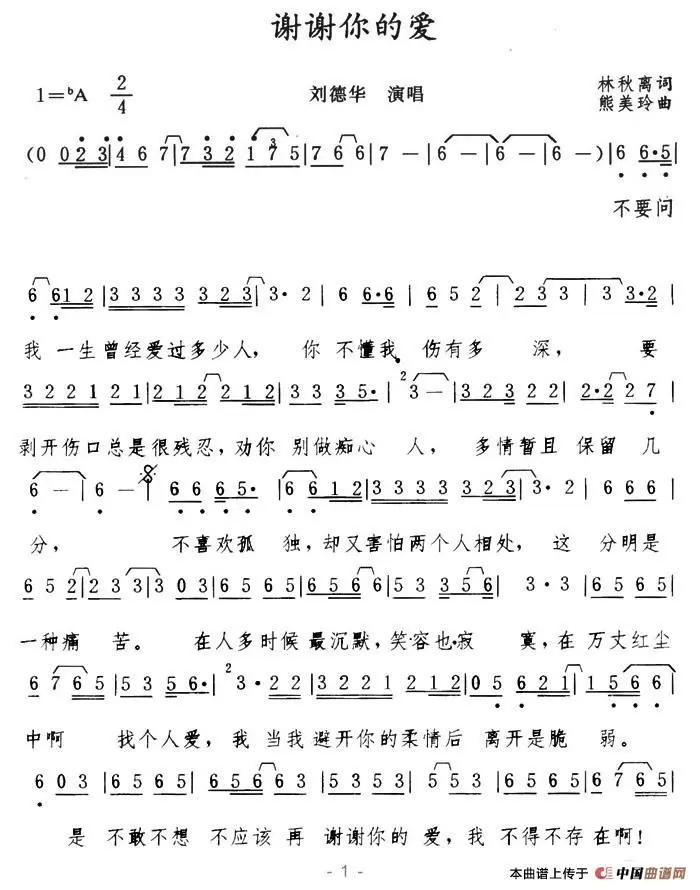 谢谢你的爱
1=ᵇA 2/4 刘德华 演唱 林秋离词
熊美玲曲
(0 0 2 3 | 4 6 7 | 7 3 2 1 7 5 | 7 6 6 | 7 — | 6 — | 6 — | 6 — ) | 6 6·5 |
不要问
6 6 1 2 | 3 3 3 3 3 2 3 | 3· 2 | 6 6·6 | 6 5 2 | 2 3 3 | 3 3·2 |
我 一生曾经爱过多少人， 你 不懂我 伤有多 深， 要
3 2 2 1 2 1 | 2 1 2 2 1 2 | 3 2 3 5· | ²3 — | 3 2 3 2 2 | 2·2 2 7 |
剥开伤口总是很残忍，劝你 别做痴心 人， 多情暂且 保留 几
6 — | 6 — | 6 6 6 5· | 6 6 1 2 | 3 3 3 3 3 2 3 | 3· 2 | 6 6 6 |
分， 不喜欢孤 独，却又害怕两个人相处，这 分明是
6 5 2 | 2 3 3 | 3 0 3 | 6 5 6 5 | 6 5 6 6 | 5 3 3 5 6 | 3· 3 | 6 5 6 5 |
一种痛 苦。 在人多时候 最沉默，笑容也·寂 寞，在 万丈红尘
6 7 6 5 | 5 3 5 5 6· | ²3· 2 2 | 3 2 2 1 2 1 2 | 0 5 6 2 1 | 1 5 6 6 |
中啊 找个人爱，我 当我 避开你的柔情后 离开是脆 弱。
6 0 3 | 6 5 6 5 | 6 5 6 6 3 | 5 3 5 3 | 5 5 3 | 5 6 5 6 | 6 7 6 5 |
是 不敢不想 不应该 再 谢谢你的 爱，我 不得不存在啊！
- 1 -
本曲谱上传于 中国曲谱网